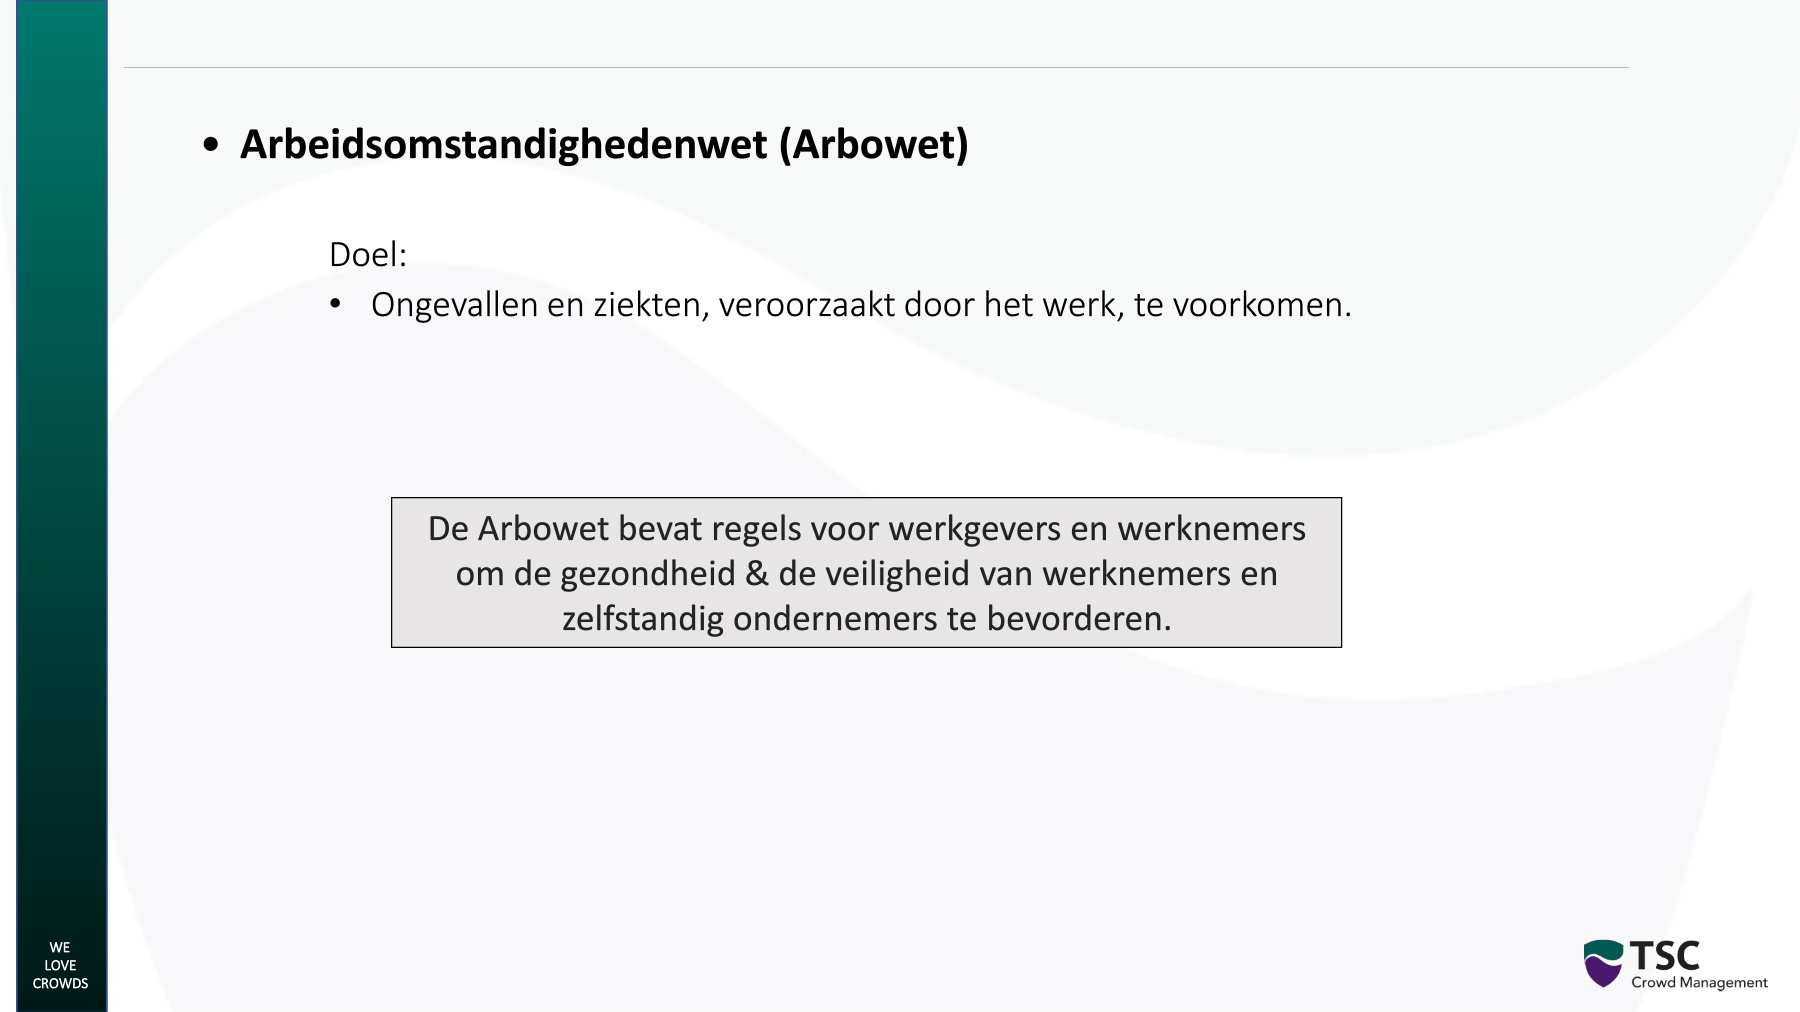 • Arbeidsomstandighedenwet (Arbowet)
Doel:
• Ongevallen en ziekten, veroorzaakt door het werk, te voorkomen.
De Arbowet bevat regels voor werkgevers en werknemers
om de gezondheid & de veiligheid van werknemers en
zelfstandig ondernemers te bevorderen.
WE
LOVE
CROWDS
TSC
Crowd Management